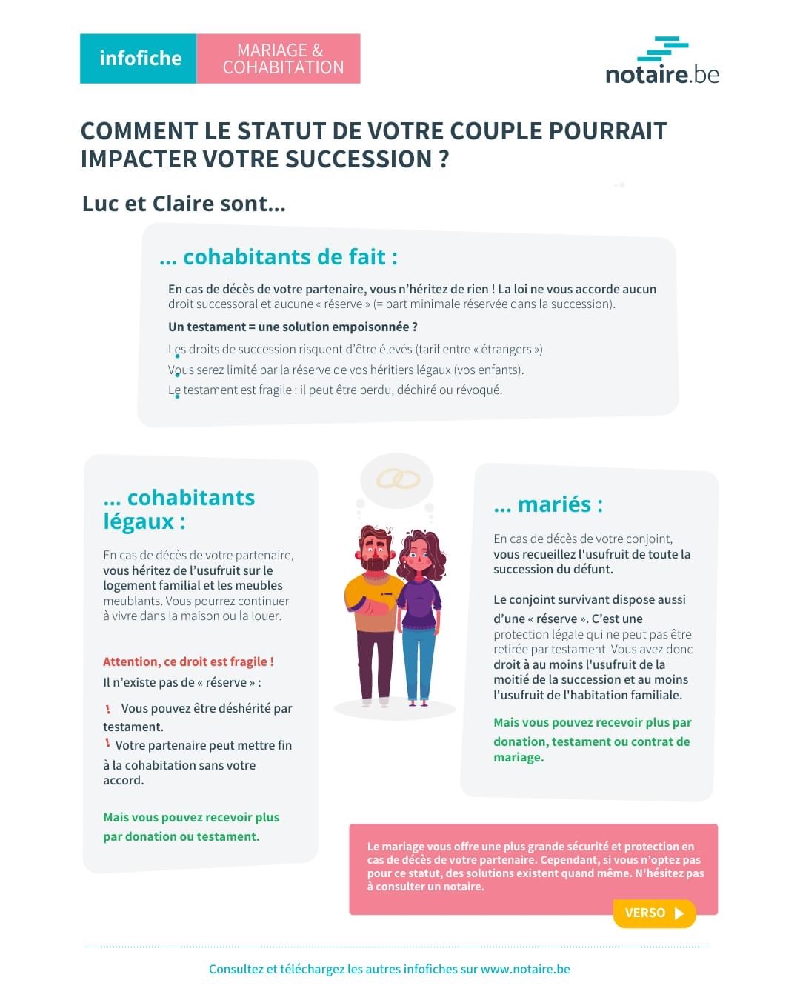 infofiche
MARIAGE &
COHABITATION
notaire.be
COMMENT LE STATUT DE VOTRE COUPLE POURRAIT
IMPACTER VOTRE SUCCESSION ?
Luc et Claire sont...
... cohabitants de fait :
En cas de décès de votre partenaire, vous n’héritez de rien ! La loi ne vous accorde aucun
droit successoral et aucune « réserve » (= part minimale réservée dans la succession).
Un testament = une solution empoisonnée ?
Les droits de succession risquent d’être élevés (tarif entre « étrangers »)
Vous serez limité par la réserve de vos héritiers légaux (vos enfants).
Le testament est fragile : il peut être perdu, déchiré ou révoqué.
... cohabitants
légaux :
En cas de décès de votre partenaire,
vous héritez de l’usufruit sur le
logement familial et les meubles
meublants. Vous pourrez continuer
à vivre dans la maison ou la louer.
Attention, ce droit est fragile !
Il n’existe pas de « réserve » :
! Vous pouvez être déshérité par
testament.
! Votre partenaire peut mettre fin
à la cohabitation sans votre
accord.
Mais vous pouvez recevoir plus
par donation ou testament.
... mariés :
En cas de décès de votre conjoint,
vous recueillez l'usufruit de toute la
succession du défunt.
Le conjoint survivant dispose aussi
d’une « réserve ». C’est une
protection légale qui ne peut pas être
retirée par testament. Vous avez donc
droit à au moins l'usufruit de la
moitié de la succession et au moins
l'usufruit de l'habitation familiale.
Mais vous pouvez recevoir plus par
donation, testament ou contrat de
mariage.
Le mariage vous offre une plus grande sécurité et protection en
cas de décès de votre partenaire. Cependant, si vous n’optez pas
pour ce statut, des solutions existent quand même. N'hésitez pas
à consulter un notaire.
VERSO
Consultez et téléchargez les autres infofiches sur www.notaire.be